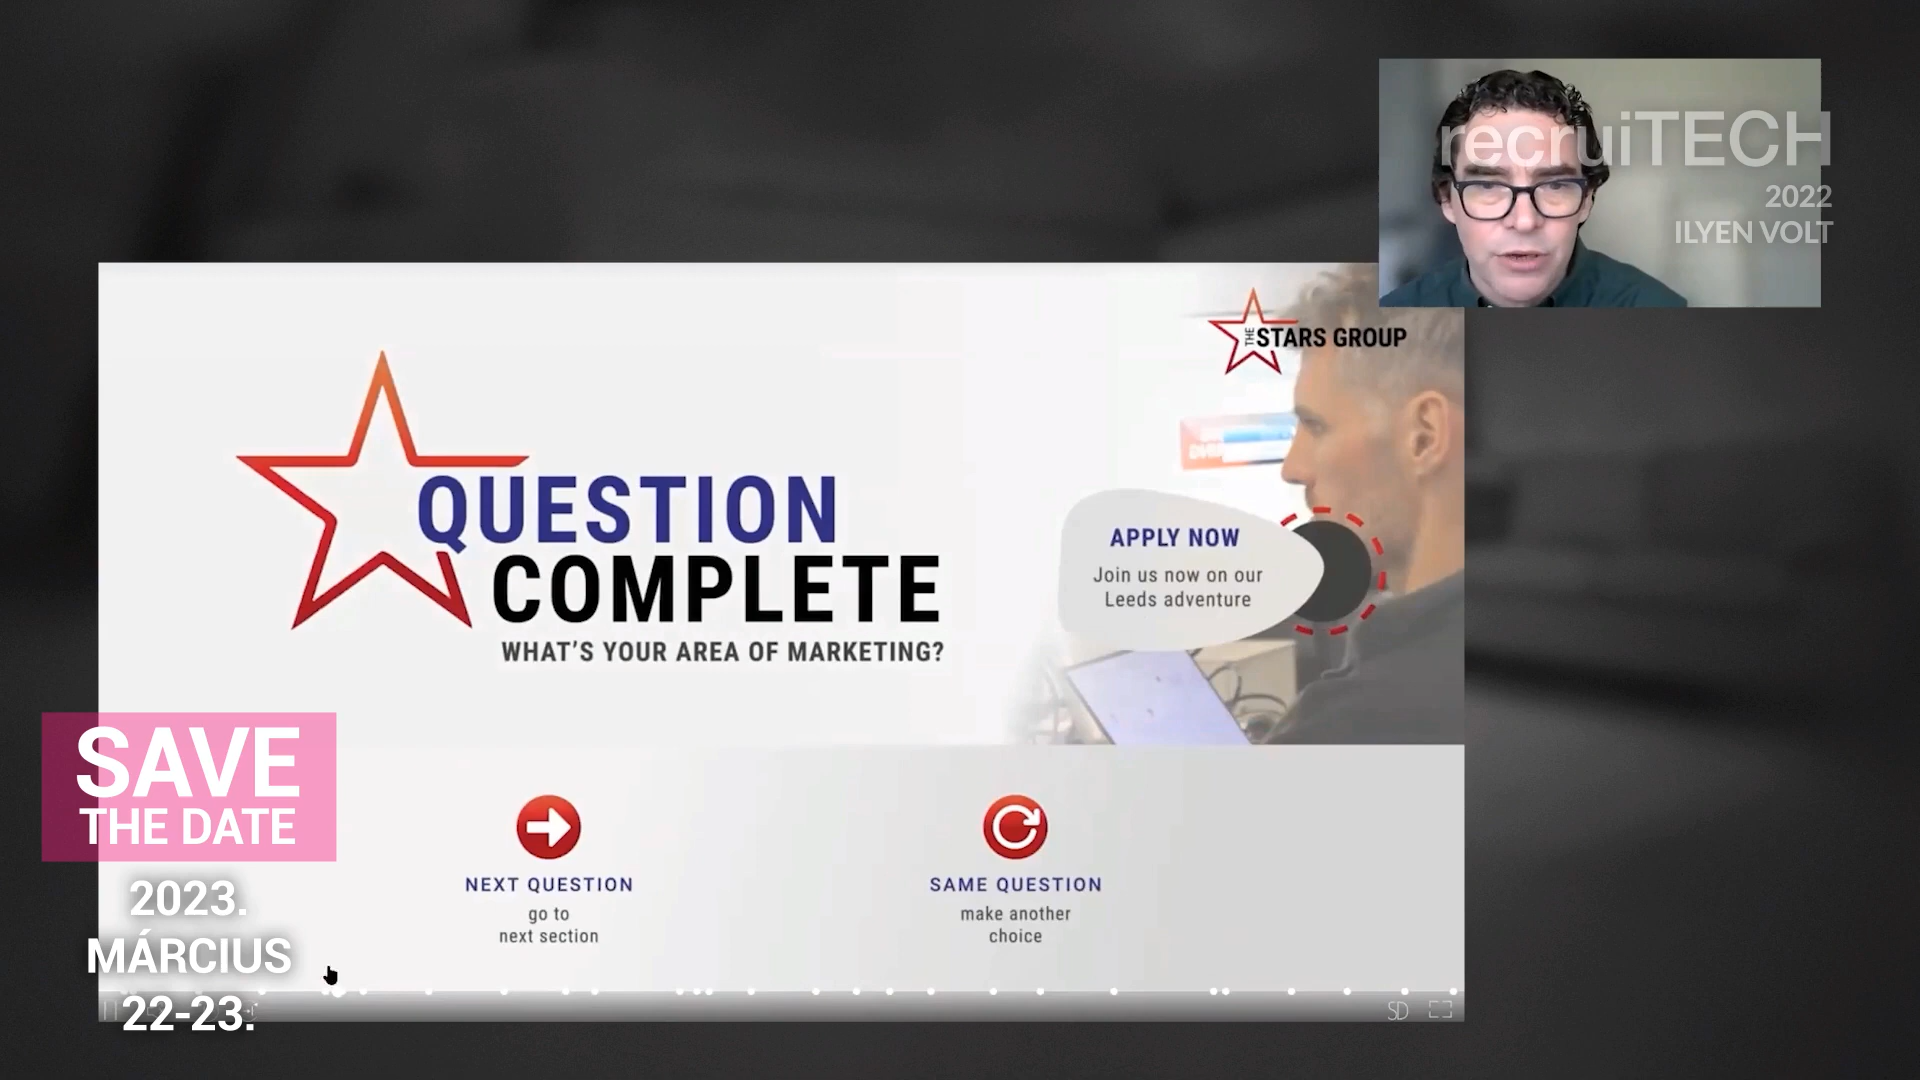 recruiTECH
2022
ILYEN VOLT
THE STARS GROUP
QUESTION
COMPLETE
WHAT'S YOUR AREA OF MARKETING?
APPLY NOW
Join us now on our
Leeds adventure
SAVE
THE DATE
2023.
MÁRCIUS
22-23.
NEXT QUESTION
go to
next section
SAME QUESTION
make another
choice
SD